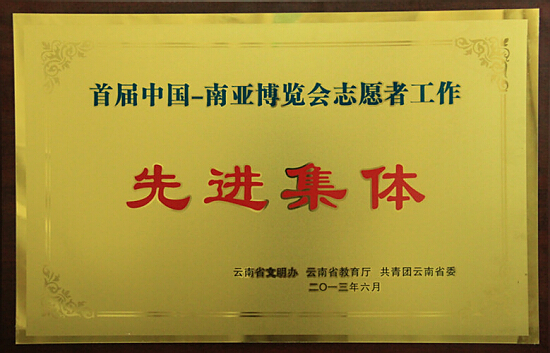 首届中国-南亚博览会志愿者工作
先进集体
云南省文明办 云南省教育厅 共青团云南省委
二〇一三年六月